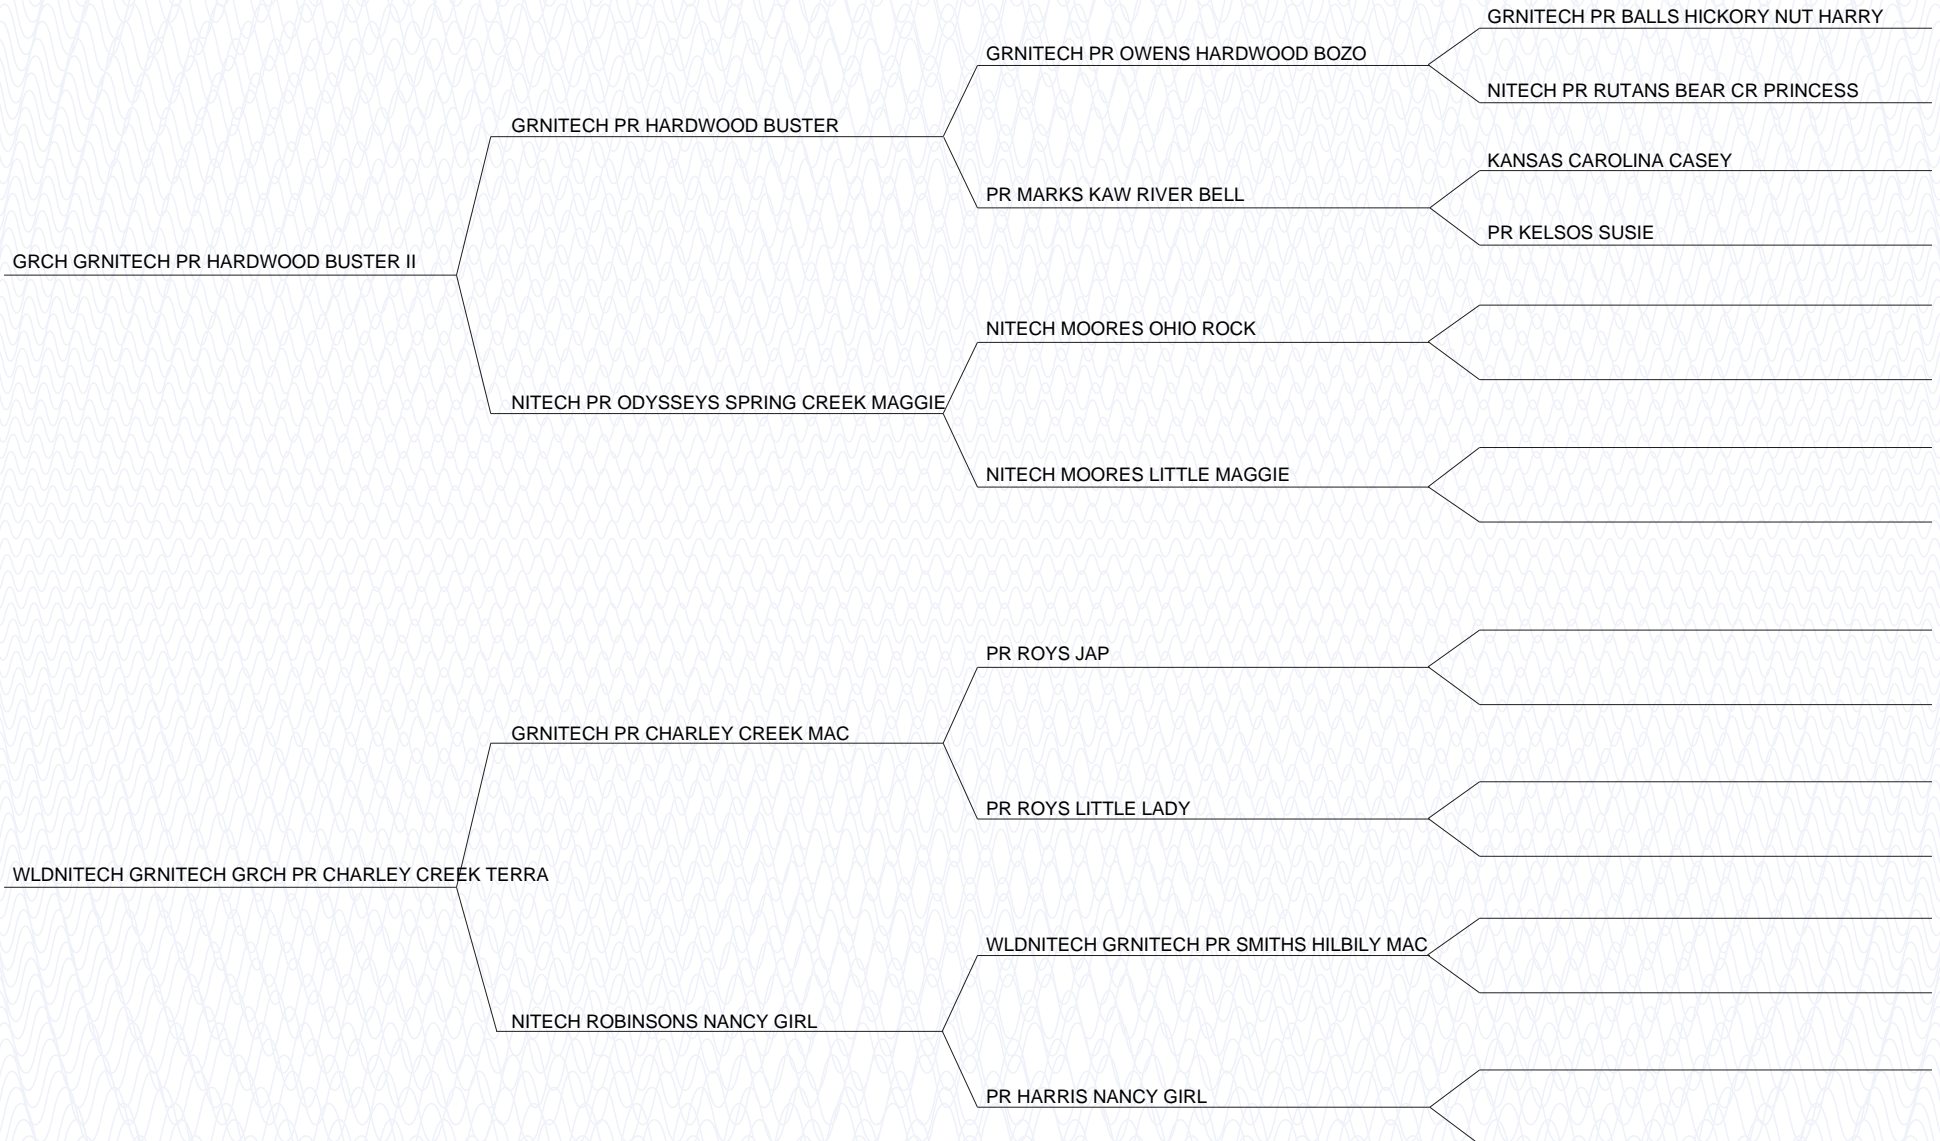 GRNITECH PR BALLS HICKORY NUT HARRY
GRNITECH PR OWENS HARDWOOD BOZO
NITECH PR RUTANS BEAR CR PRINCESS
GRNITECH PR HARDWOOD BUSTER
KANSAS CAROLINA CASEY
PR MARKS KAW RIVER BELL
PR KELSOS SUSIE
GRCH GRNITECH PR HARDWOOD BUSTER II
NITECH MOORES OHIO ROCK
NITECH PR ODYSSEYS SPRING CREEK MAGGIE
NITECH MOORES LITTLE MAGGIE
PR ROYS JAP
GRNITECH PR CHARLEY CREEK MAC
PR ROYS LITTLE LADY
WLDNITECH GRNITECH GRCH PR CHARLEY CREEK TERRA
WLDNITECH GRNITECH PR SMITHS HILBILY MAC
NITECH ROBINSONS NANCY GIRL
PR HARRIS NANCY GIRL